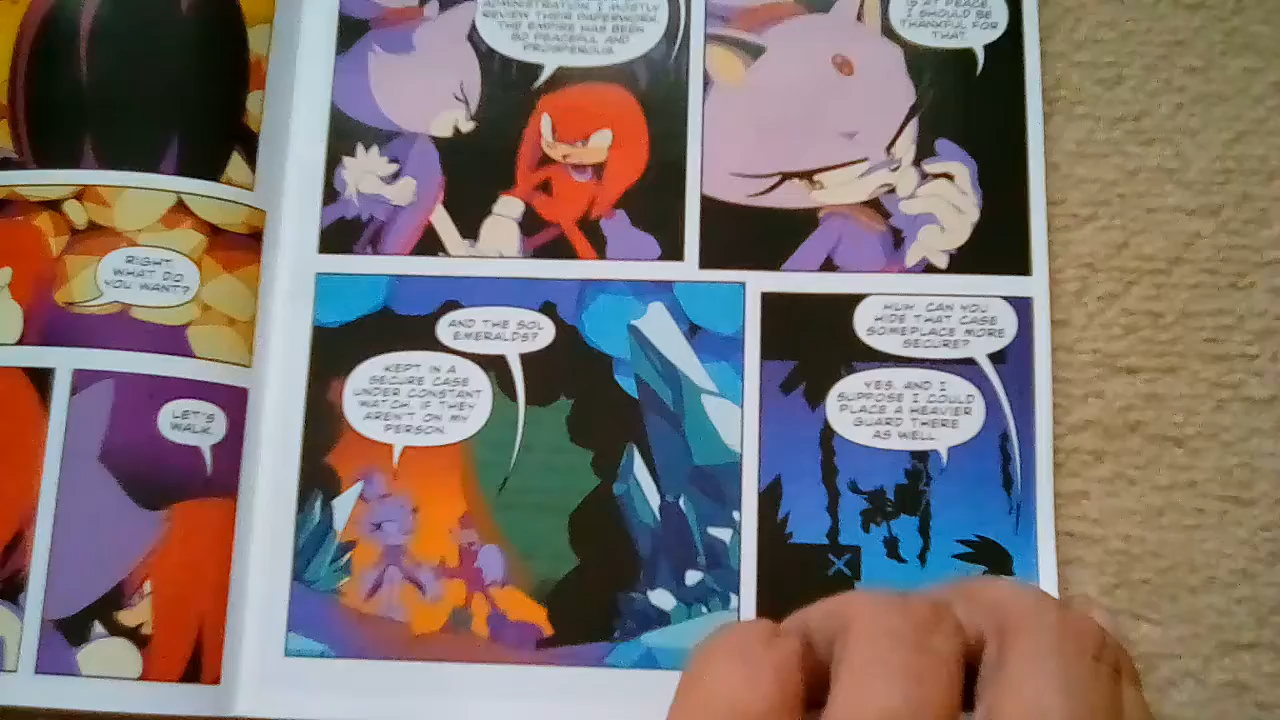 RIGHT.
WHAT DO
YOU WANT?
LET'S
WALK.
ADMINISTRATION. I MOSTLY
REVIEW THEIR PAPERWORK.
THE EMPIRE HAS BEEN
SO PEACEFUL AND
PROSPEROUS.
IS AT PEACE.
I SHOULD BE
THANKFUL FOR
THAT.
AND THE SOL
EMERALDS?
KEPT IN A
SECURE CASE
UNDER CONSTANT
WATCH IF THEY
AREN'T ON MY
PERSON.
HUH. CAN YOU
HIDE THAT CASE
SOMEPLACE MORE
SECURE?
YES. AND I
SUPPOSE I COULD
PLACE A HEAVIER
GUARD THERE
AS WELL.